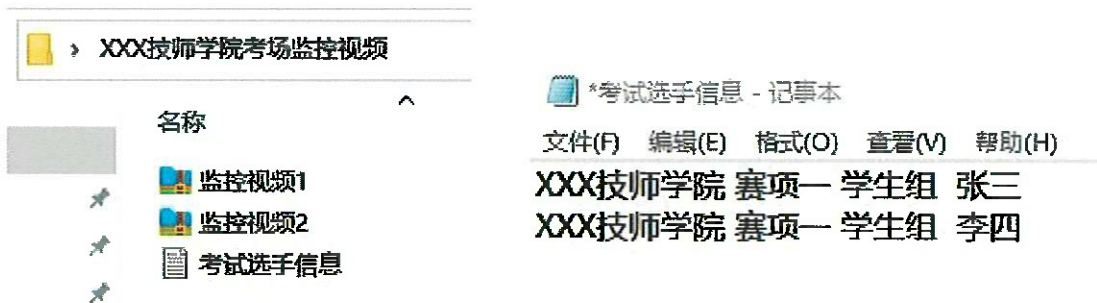 XXX技师学院考场监控视频
名称
监控视频1
监控视频2
考试选手信息
*考试选手信息 - 记事本
文件(F) 编辑(E) 格式(O) 查看(V) 帮助(H)
XXX技师学院 赛项一 学生组 张三
XXX技师学院 赛项一 学生组 李四